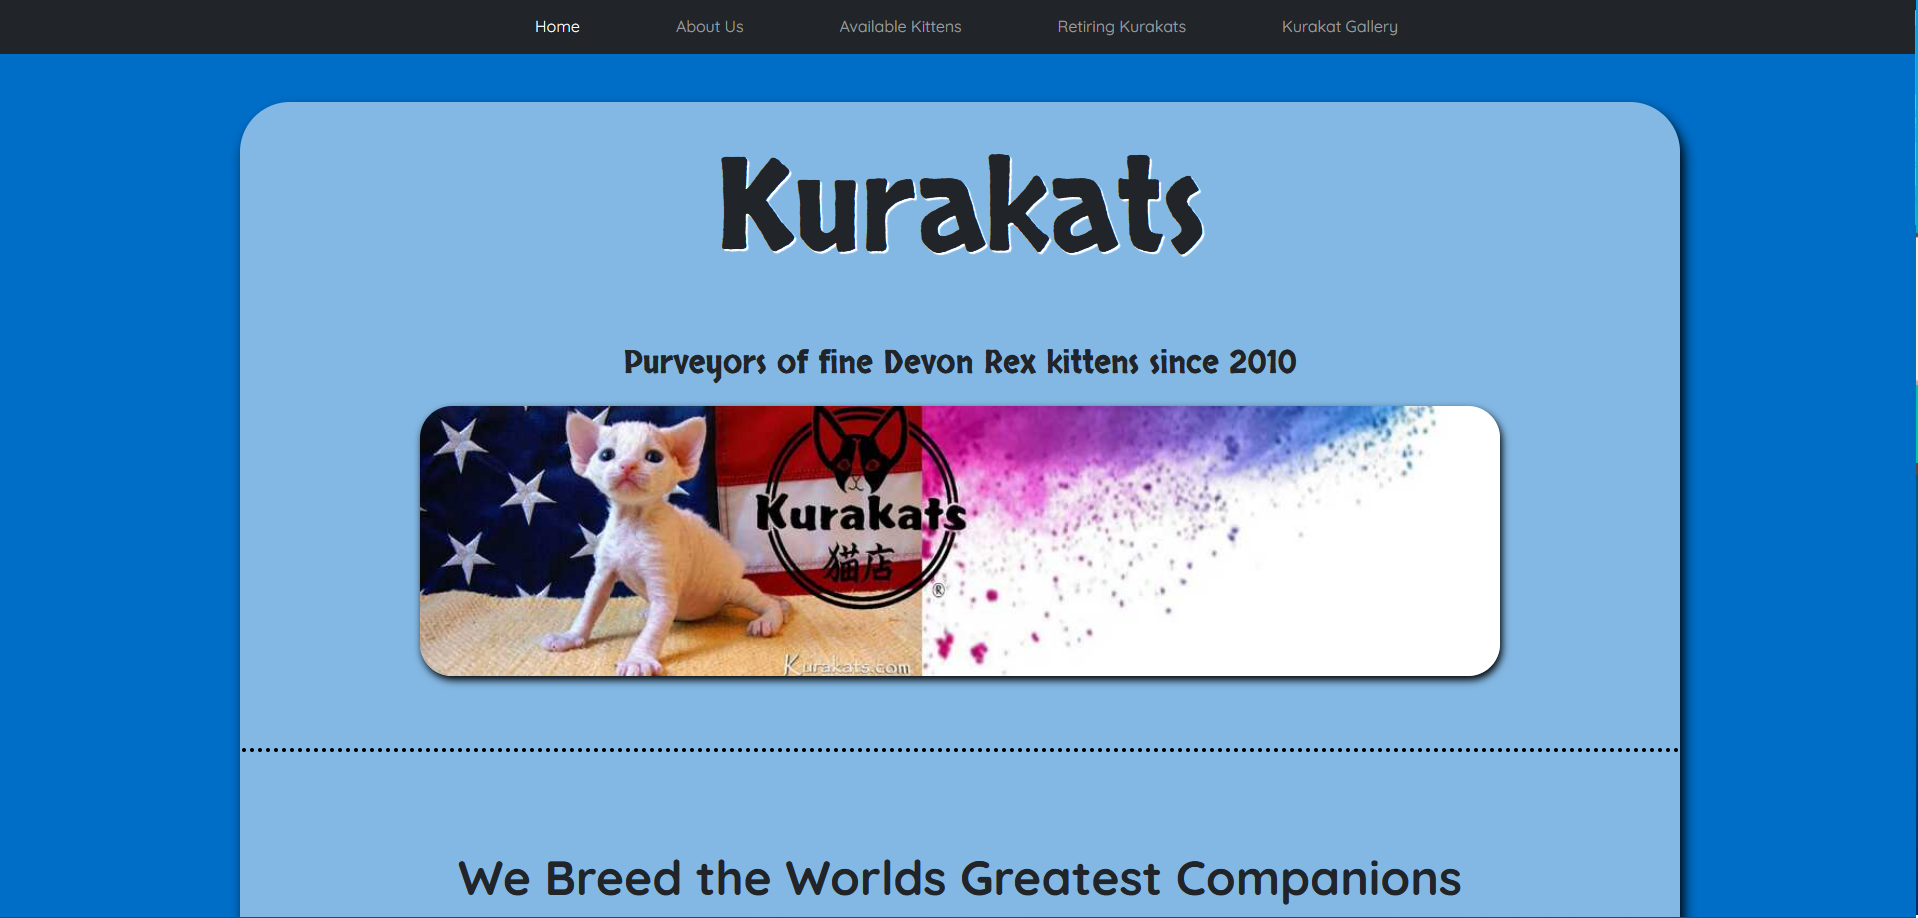 Home About Us Available Kittens Retiring Kurakats Kurakat Gallery
Kurakats
Purveyors of fine Devon Rex kittens since 2010
Kurakats
猫店
®
Kurakats.com
We Breed the Worlds Greatest Companions